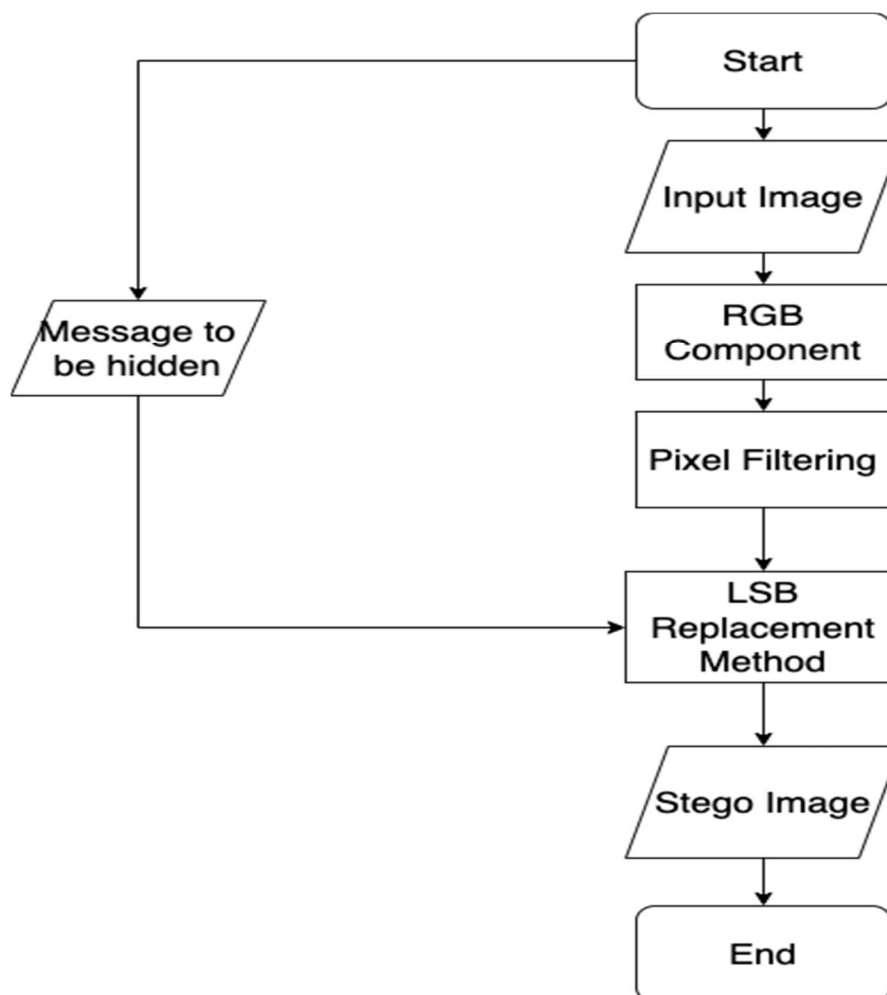 Start
Input Image
RGB
Component
Message to
be hidden
Pixel Filtering
LSB
Replacement
Method
Stego Image
End